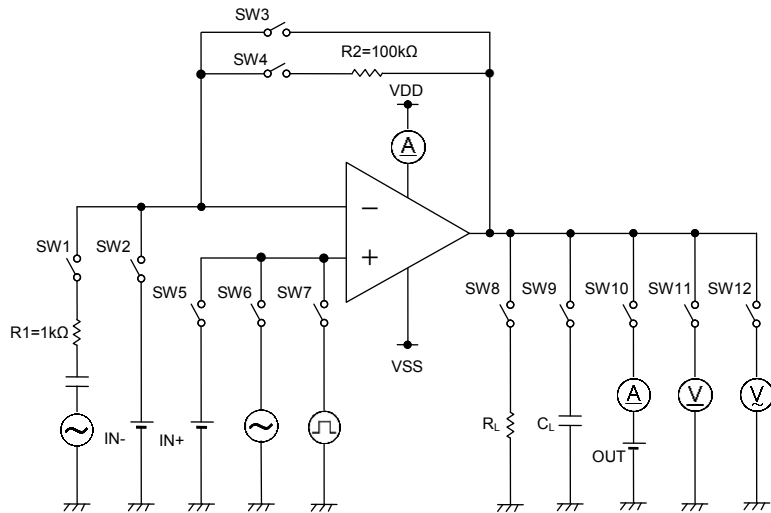 SW3
SW4
R2=100kΩ
VDD
A
−
+
SW1
SW2
SW5
SW6
SW7
SW8
SW9
SW10
SW11
SW12
R1=1kΩ
VSS
A
V
V
IN-
IN+
RL
CL
OUT